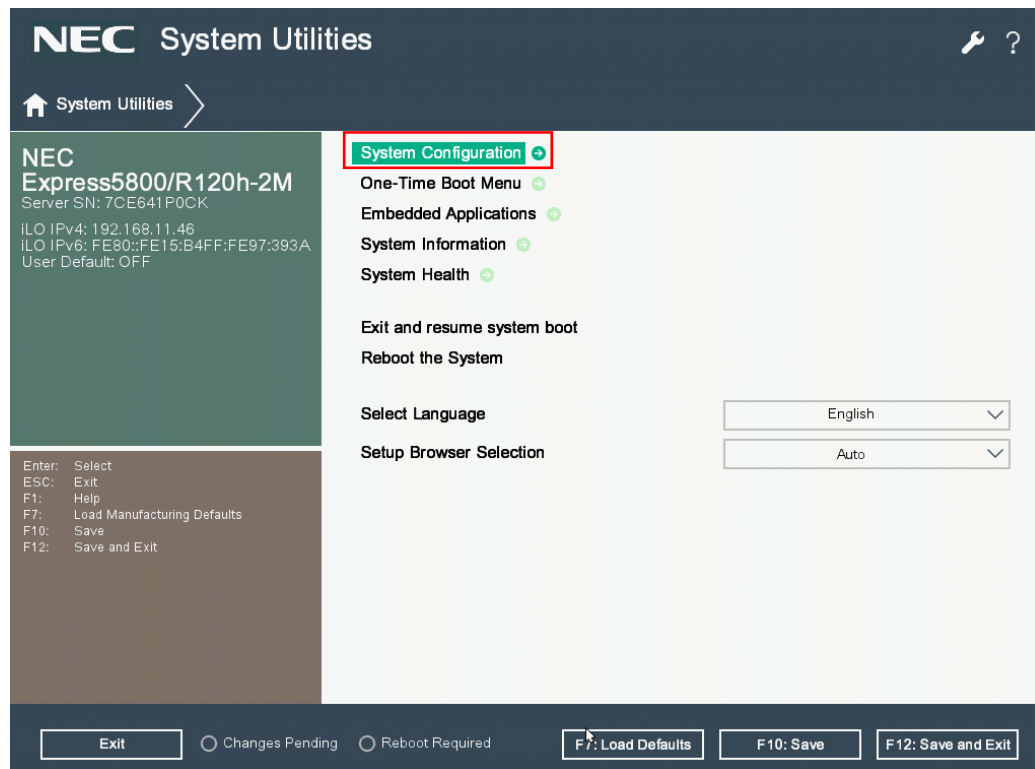 NEC System Utilities
?
System Utilities
NEC
Express5800/R120h-2M
Server SN: 7CE641P0CK
iLO IPv4: 192.168.11.46
iLO IPv6: FE80::FE15:B4FF:FE97:393A
User Default: OFF
Enter: Select
ESC: Exit
F1: Help
F7: Load Manufacturing Defaults
F10: Save
F12: Save and Exit
System Configuration
One-Time Boot Menu
Embedded Applications
System Information
System Health
Exit and resume system boot
Reboot the System
Select Language English
Setup Browser Selection Auto
Exit
Changes Pending
Reboot Required
F7: Load Defaults
F10: Save
F12: Save and Exit